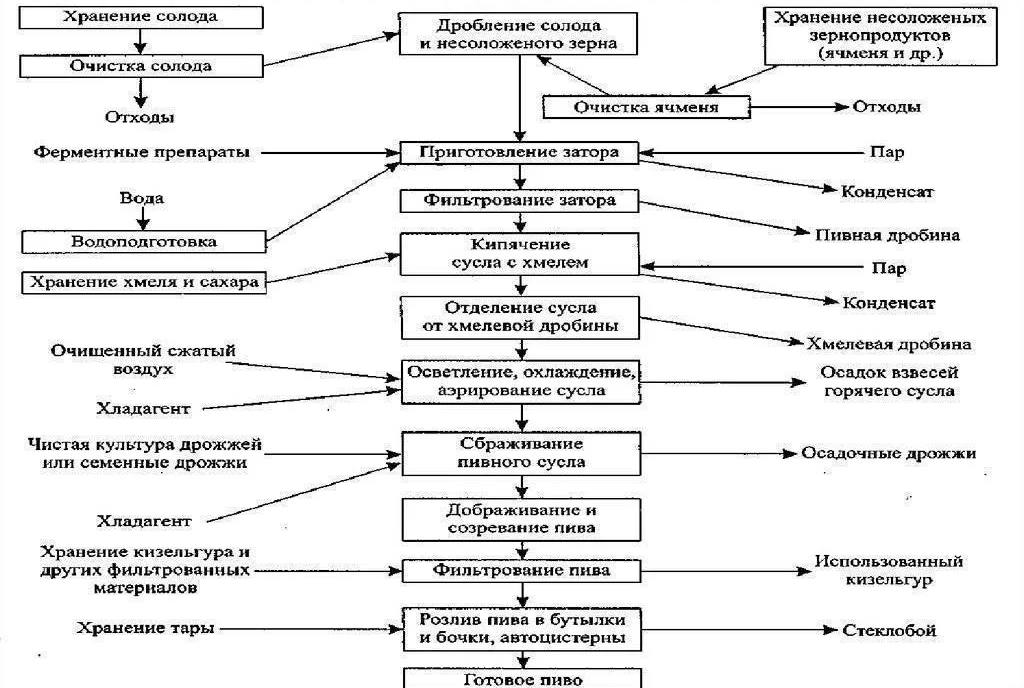 Хранение солода
Очистка солода
Отходы
Дробление солода
и несоложеного зерна
Хранение несоложеных
зернопродуктов
(ячменя и др.)
Очистка ячменя
Отходы
Ферментные препараты
Приготовление затора
Пар
Конденсат
Вода
Водоподготовка
Фильтрование затора
Пивная дробина
Хранение хмеля и сахара
Кипячение
сусла с хмелем
Пар
Конденсат
Отделение сусла
от хмелевой дробины
Хмелевая дробина
Очищенный сжатый
воздух
Хладагент
Осветление, охлаждение,
аэрирование сусла
Осадок взвесей
горячего сусла
Чистая культура дрожжей
или семенные дрожжи
Хладагент
Сбраживание
пивного сусла
Осадочные дрожжи
Дображивание и
созревание пива
Хранение кизельгура и
других фильтрованных
материалов
Фильтрование пива
Использованный
кизельгур
Хранение тары
Розлив пива в бутылки
и бочки, автоцистерны
Стеклобой
Готовое пиво